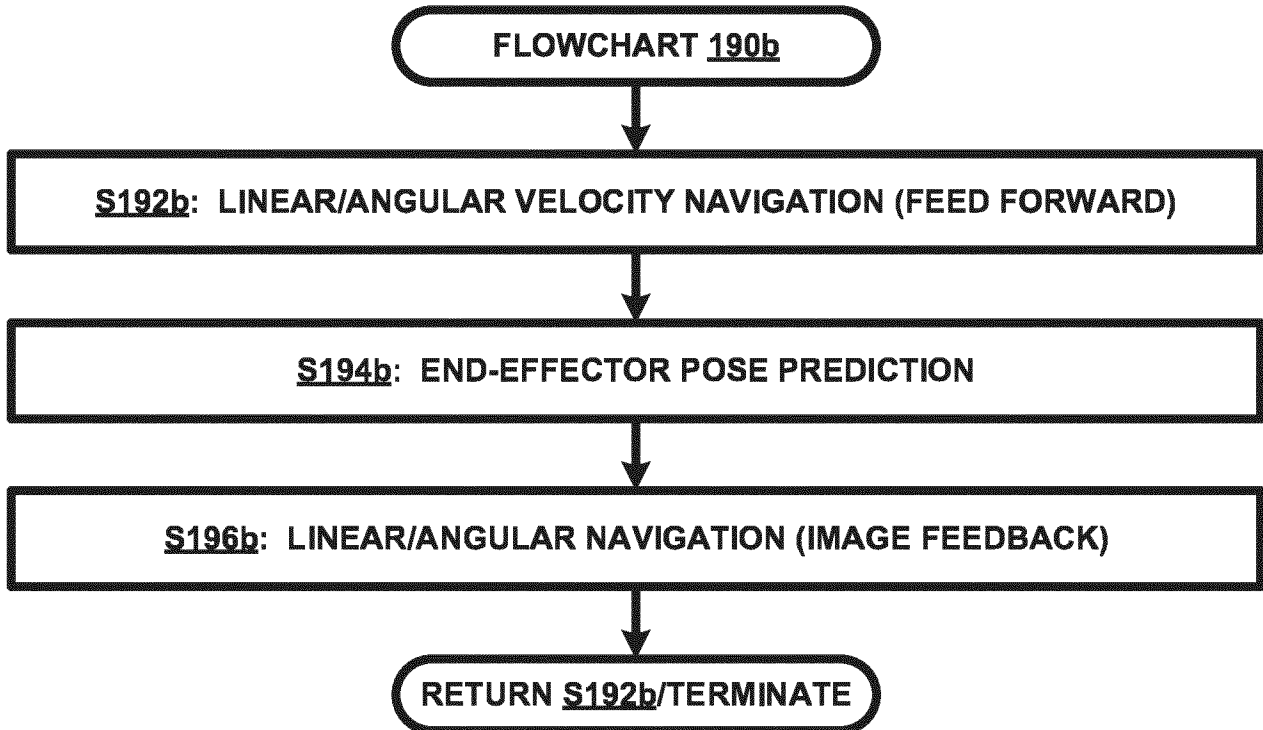 FLOWCHART 190b
S192b: LINEAR/ANGULAR VELOCITY NAVIGATION (FEED FORWARD)
S194b: END-EFFECTOR POSE PREDICTION
S196b: LINEAR/ANGULAR NAVIGATION (IMAGE FEEDBACK)
RETURN S192b/TERMINATE